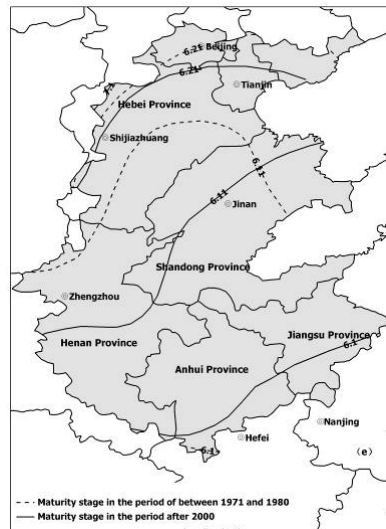 6.21 Beijing
6.21
Tianjin
Hebei Province
Shijiazhuang
6.11
6.11
Jinan
Shandong Province
Zhengzhou
Jiangsu Province
6.1
Henan Province
Anhui Province
Nanjing
Hefei
6.1
(e)
Maturity stage in the period of between 1971 and 1980
Maturity stage in the period after 2000